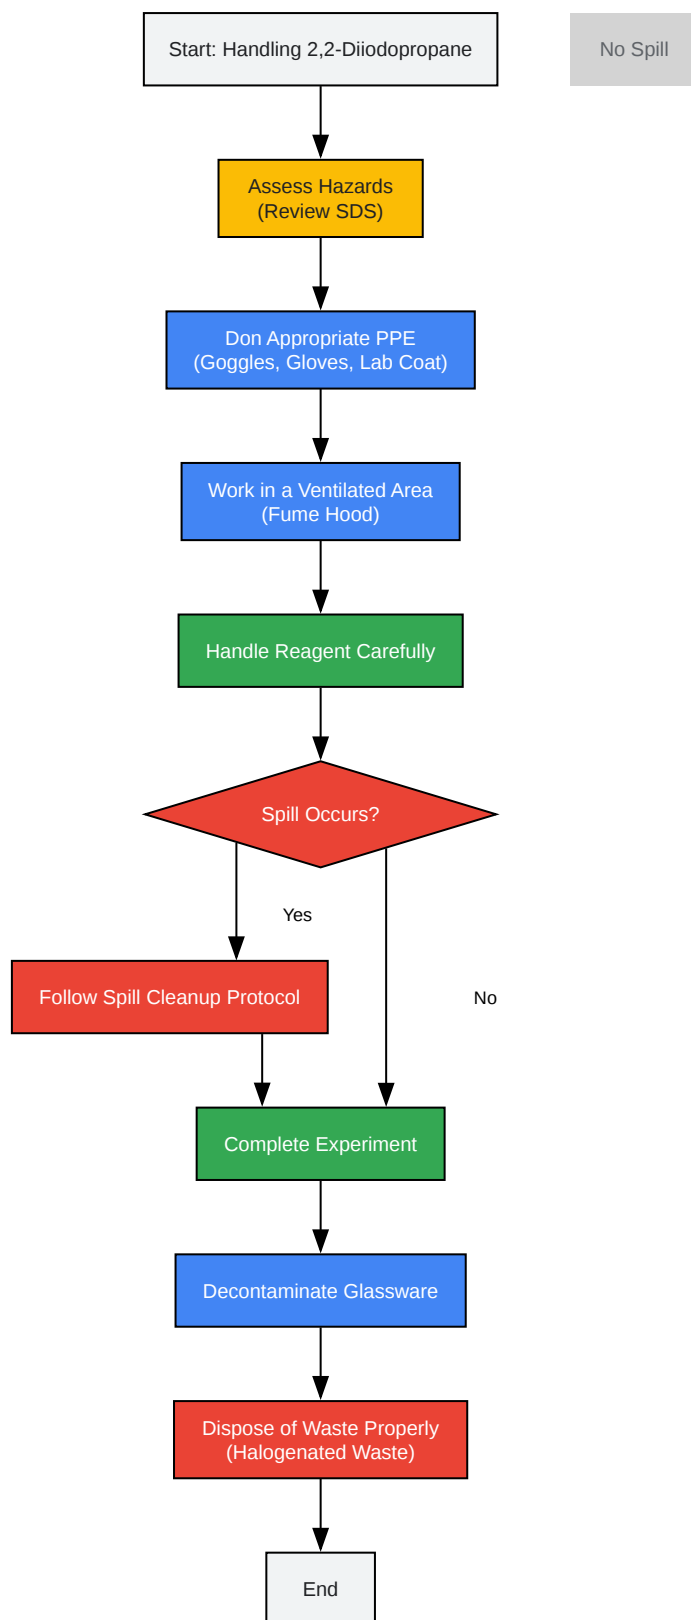 Start: Handling 2,2-Diiodopropane
No Spill
Assess Hazards
(Review SDS)
Don Appropriate PPE
(Goggles, Gloves, Lab Coat)
Work in a Ventilated Area
(Fume Hood)
Handle Reagent Carefully
Spill Occurs?
Yes
Follow Spill Cleanup Protocol
No
Complete Experiment
Decontaminate Glassware
Dispose of Waste Properly
(Halogenated Waste)
End